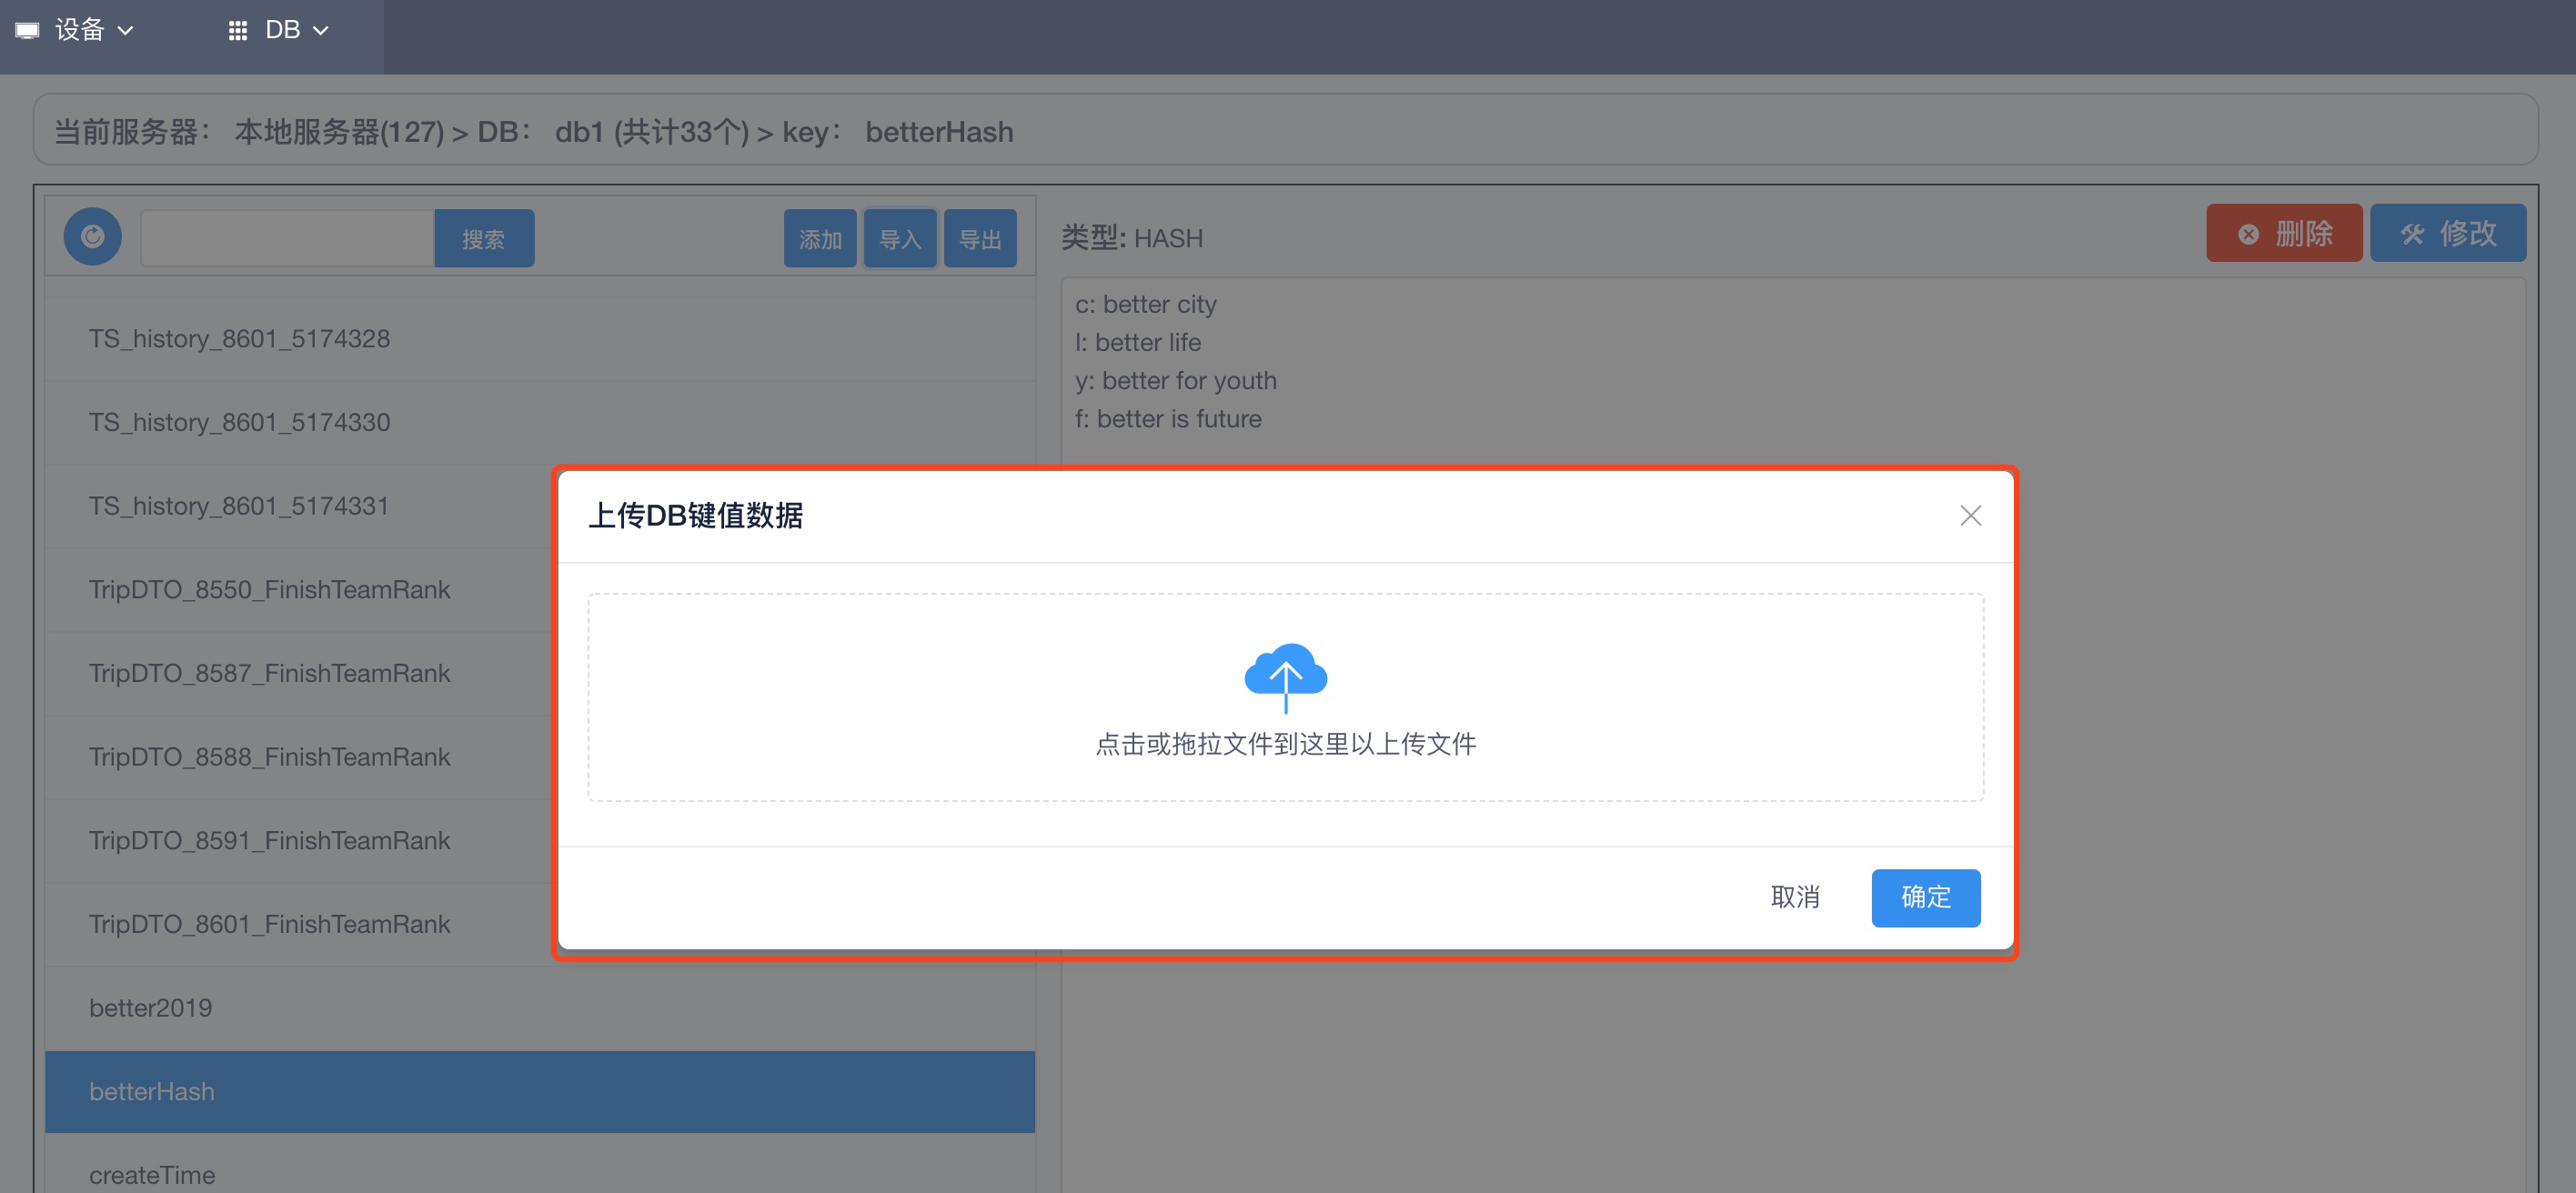 设备
DB
当前服务器： 本地服务器(127) > DB： db1 (共计33个) > key： betterHash
搜索
添加
导入
导出
TS_history_8601_5174328
TS_history_8601_5174330
TS_history_8601_5174331
TripDTO_8550_FinishTeamRank
TripDTO_8587_FinishTeamRank
TripDTO_8588_FinishTeamRank
TripDTO_8591_FinishTeamRank
TripDTO_8601_FinishTeamRank
better2019
betterHash
createTime
类型: HASH
删除
修改
c: better city
l: better life
y: better for youth
f: better is future
上传DB键值数据
点击或拖拉文件到这里以上传文件
取消
确定